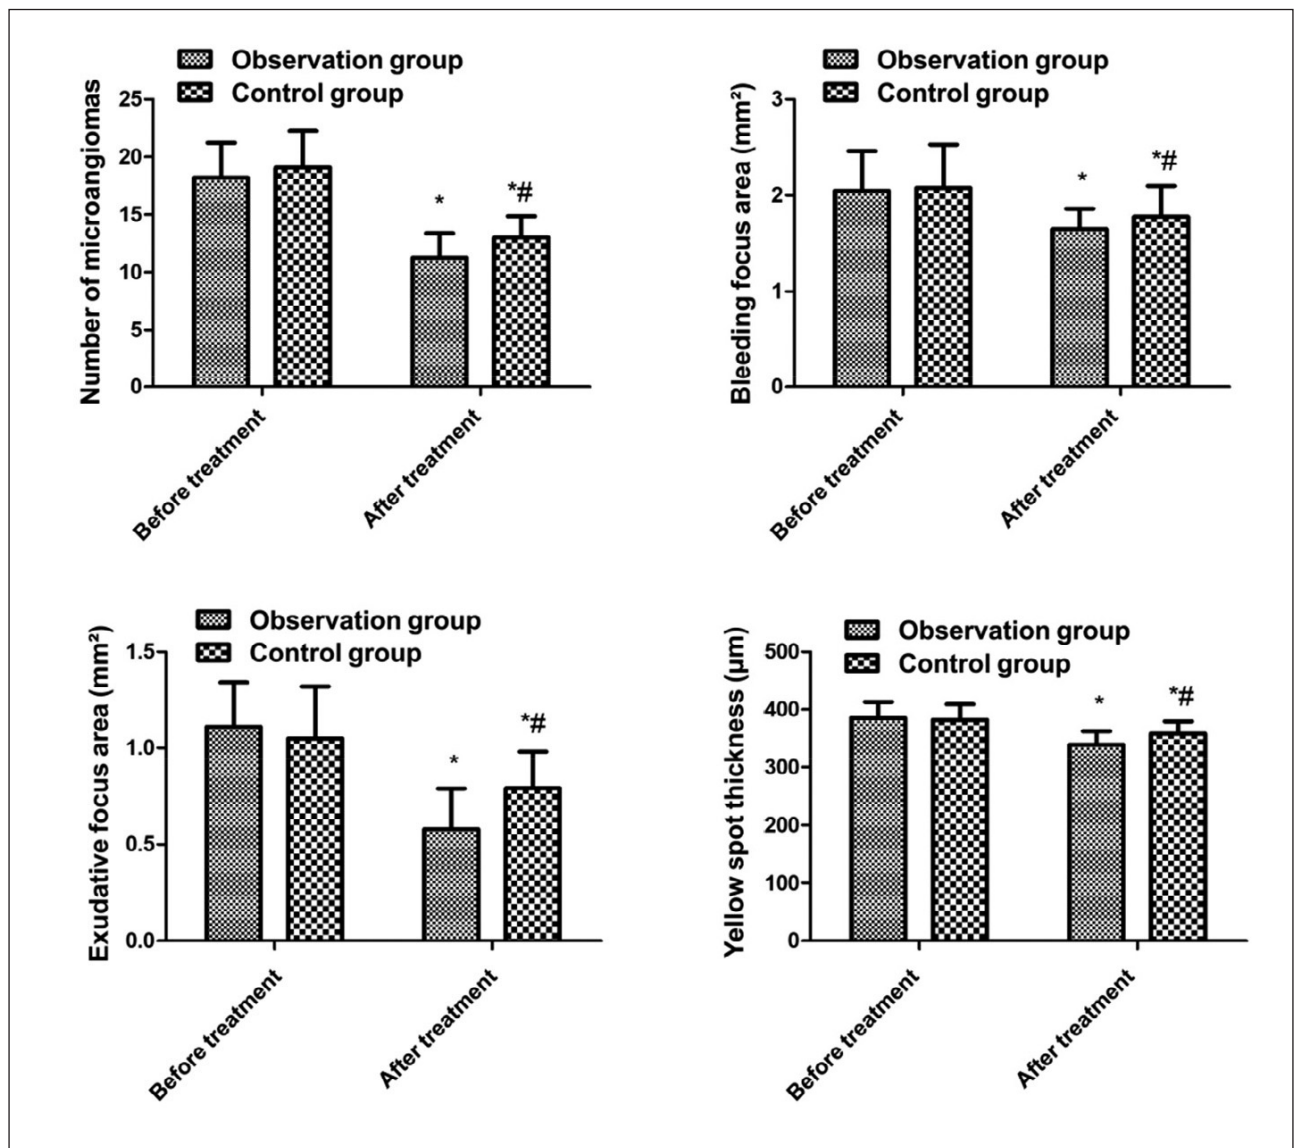 Observation group
Control group
Number of microangiomas
25
20
15
10
5
0
*
*#
Before treatment
After treatment
Observation group
Control group
Bleeding focus area (mm²)
3
2
1
0
*
*#
Before treatment
After treatment
Observation group
Control group
Exudative focus area (mm²)
1.5
1.0
0.5
0.0
*
*#
Before treatment
After treatment
Observation group
Control group
Yellow spot thickness (μm)
500
400
300
200
100
0
*
*#
Before treatment
After treatment